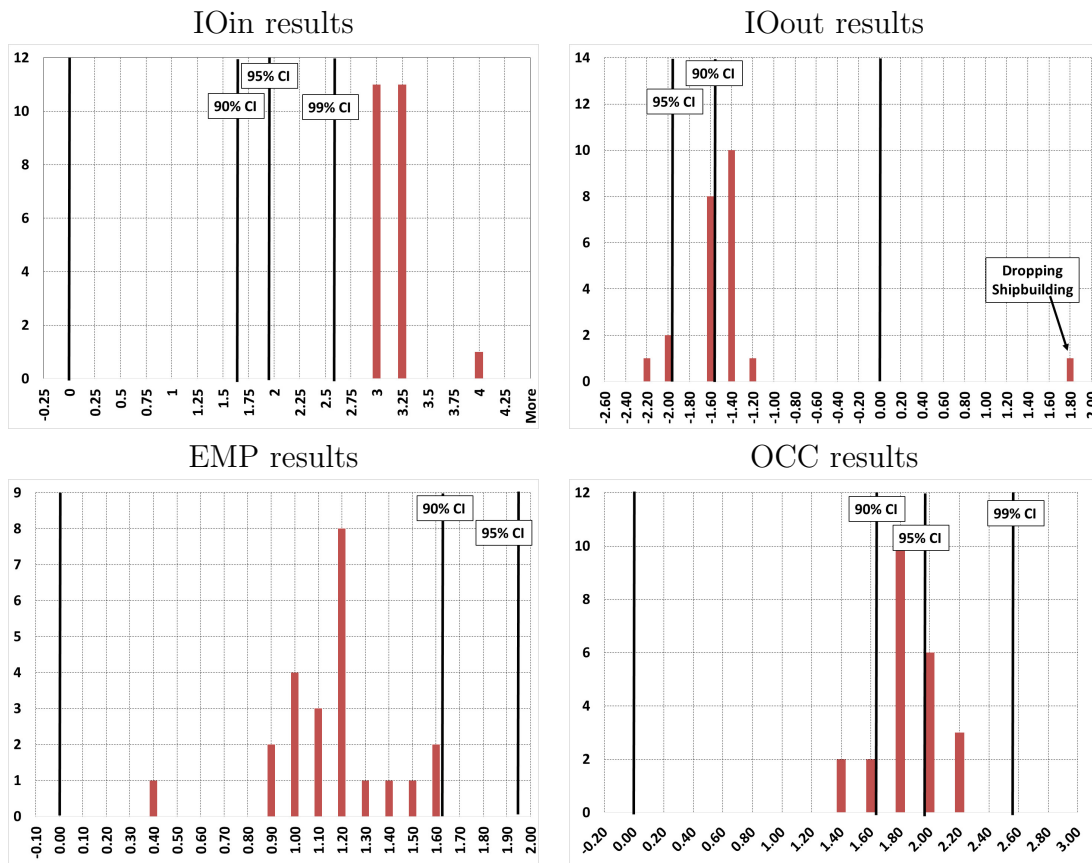 IOin results
12
10
8
6
4
2
0
90% CI
95% CI
99% CI
-0.25 0 0.25 0.5 0.75 1 1.25 1.5 1.75 2 2.25 2.5 2.75 3 3.25 3.5 3.75 4 4.25 More
IOout results
14
12
10
8
6
4
2
0
95% CI
90% CI
Dropping
Shipbuilding
-2.60 -2.40 -2.20 -2.00 -1.80 -1.60 -1.40 -1.20 -1.00 -0.80 -0.60 -0.40 -0.20 0.00 0.20 0.40 0.60 0.80 1.00 1.20 1.40 1.60 1.80 2.00
EMP results
9
8
7
6
5
4
3
2
1
0
90% CI
95% CI
-0.10 0.00 0.10 0.20 0.30 0.40 0.50 0.60 0.70 0.80 0.90 1.00 1.10 1.20 1.30 1.40 1.50 1.60 1.70 1.80 1.90 2.00
OCC results
12
10
8
6
4
2
0
90% CI
95% CI
99% CI
-0.20 0.00 0.20 0.40 0.60 0.80 1.00 1.20 1.40 1.60 1.80 2.00 2.20 2.40 2.60 2.80 3.00